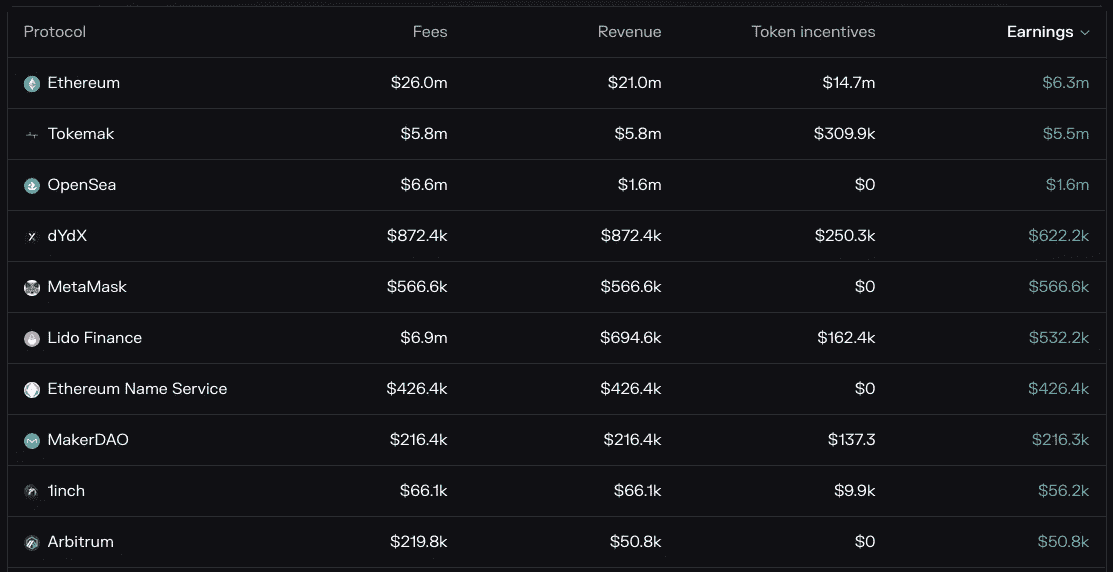 Protocol Fees Revenue Token incentives Earnings
Ethereum $26.0m $21.0m $14.7m $6.3m
Tokemak $5.8m $5.8m $309.9k $5.5m
OpenSea $6.6m $1.6m $0 $1.6m
dYdX $872.4k $872.4k $250.3k $622.2k
MetaMask $566.6k $566.6k $0 $566.6k
Lido Finance $6.9m $694.6k $162.4k $532.2k
Ethereum Name Service $426.4k $426.4k $0 $426.4k
MakerDAO $216.4k $216.4k $137.3 $216.3k
1inch $66.1k $66.1k $9.9k $56.2k
Arbitrum $219.8k $50.8k $0 $50.8k